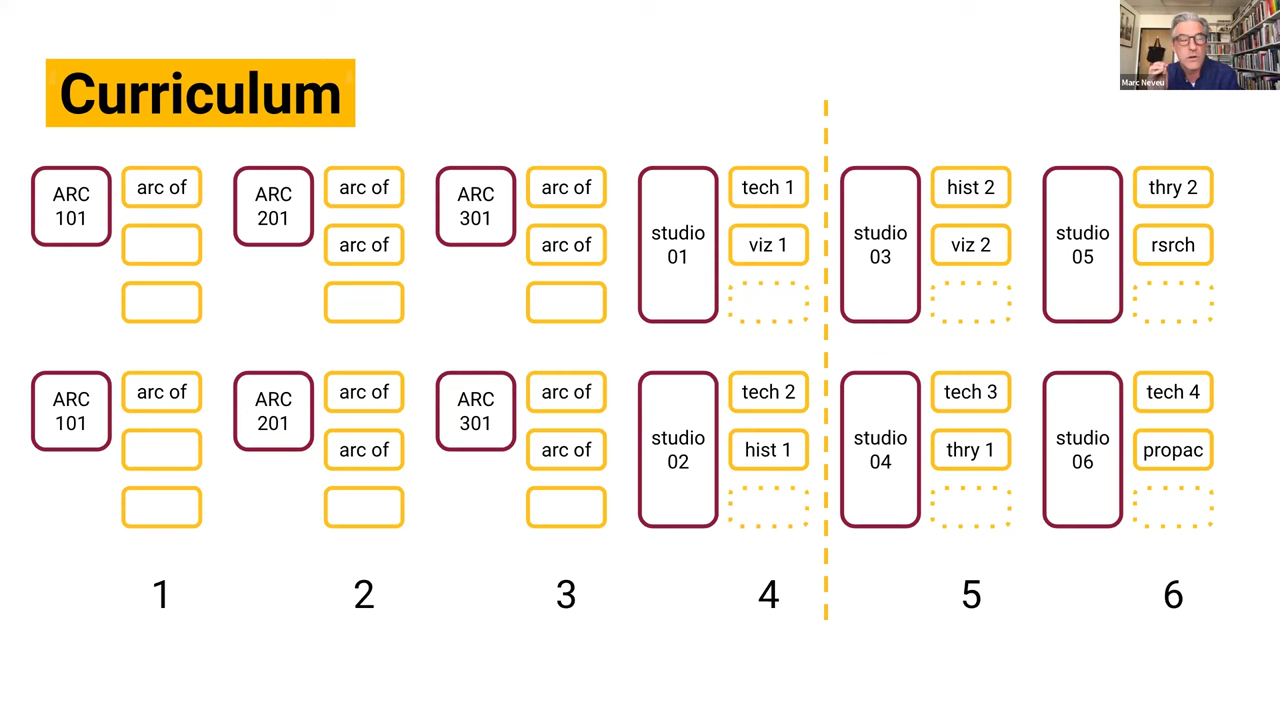 Marc Neveu
Curriculum
ARC
101
arc of
ARC
201
arc of
arc of
ARC
301
arc of
arc of
studio
01
tech 1
viz 1
studio
03
hist 2
viz 2
studio
05
thry 2
rsrch
ARC
101
arc of
ARC
201
arc of
arc of
ARC
301
arc of
arc of
studio
02
tech 2
hist 1
studio
04
tech 3
thry 1
studio
06
tech 4
propac
1
2
3
4
5
6